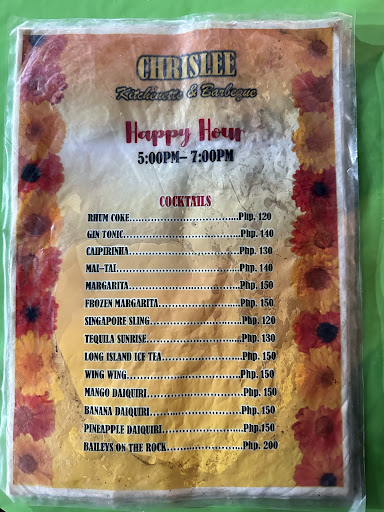 CHRISLEE
Kitchenette & Barbeque
Happy Hour
5:00PM– 7:00PM
COCKTAILS
RHUM COKE..............................Php. 120
GIN TONIC..............................Php. 140
CAIPIRINHA.............................Php. 130
MAI–TAI................................Php. 140
MARGARITA..............................Php. 150
FROZEN MARGARITA.......................Php. 150
SINGAPORE SLING........................Php. 120
TEQUILA SUNRISE........................Php. 130
LONG ISLAND ICE TEA....................Php. 150
WING WING..............................Php. 150
MANGO DAIQUIRI.........................Php. 150
BANANA DAIQUIRI........................Php. 150
PINEAPPLE DAIQUIRI.....................Php.150
BAILEYS ON THE ROCK....................Php. 200